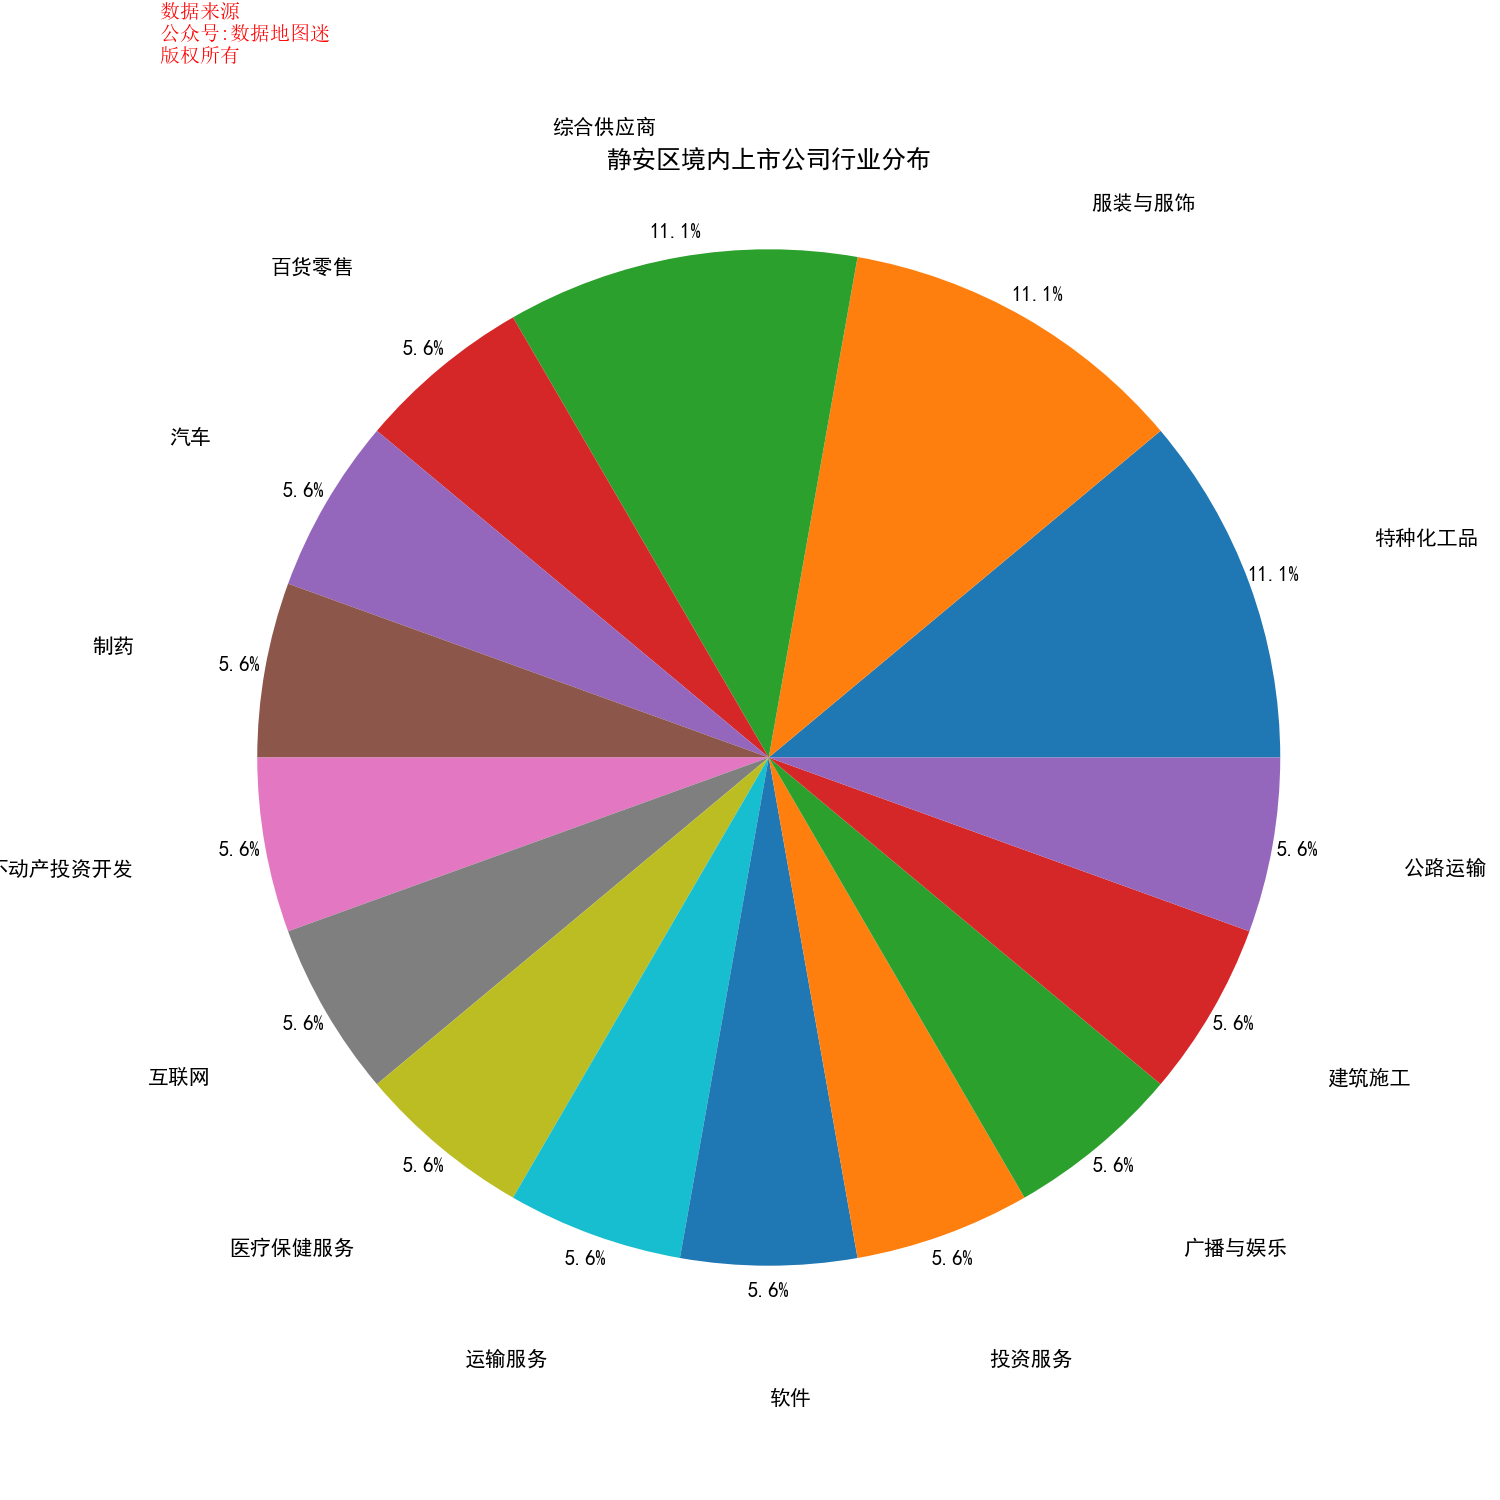 数据来源
公众号:数据地图迷
版权所有
综合供应商
静安区境内上市公司行业分布
服装与服饰
11.1%
百货零售
11.1%
5.6%
汽车
5.6%
特种化工品
11.1%
制药
5.6%
动产投资开发
5.6%
5.6%
公路运输
5.6%
5.6%
互联网
建筑施工
5.6%
5.6%
医疗保健服务
广播与娱乐
5.6%
5.6%
5.6%
运输服务
投资服务
软件